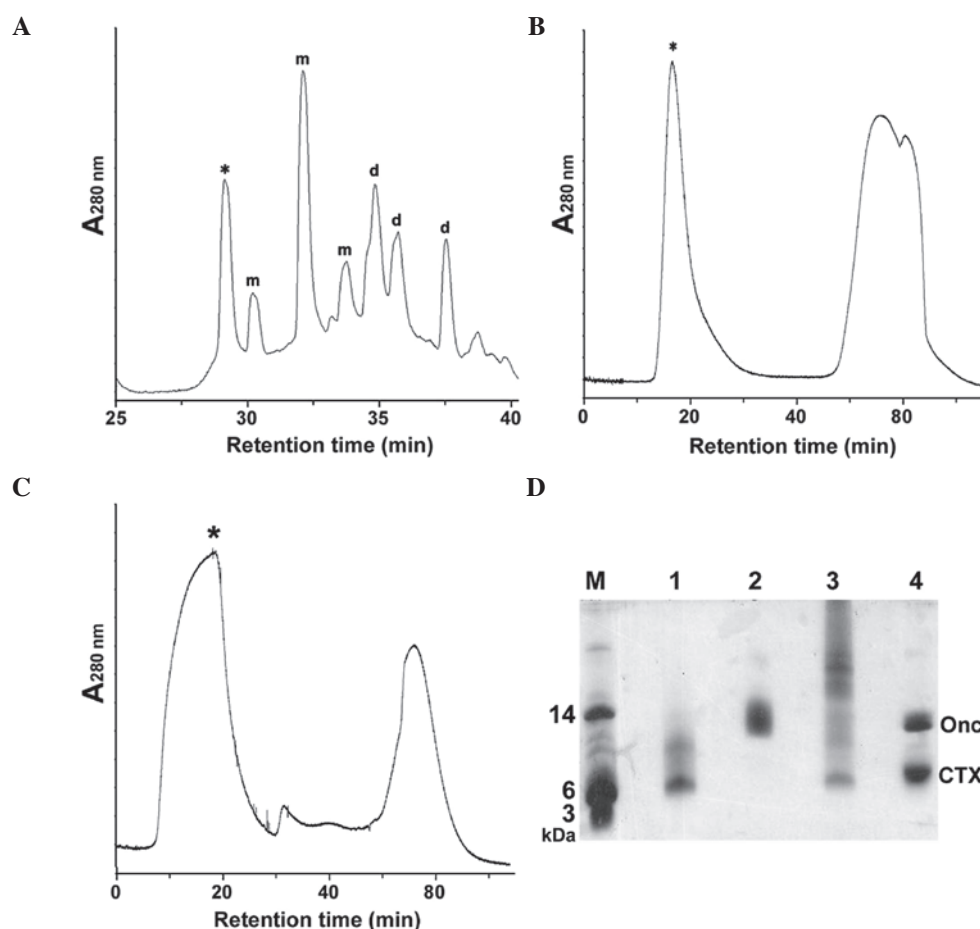 A
A280 nm
*
m
m
m
d
d
d
25
30
35
40
Retention time (min)
B
A280 nm
*
0
20
40
60
80
Retention time (min)
C
A280 nm
*
0
20
40
80
Retention time (min)
D
M 1 2 3 4
14
6
3
kDa
Onc
CTX